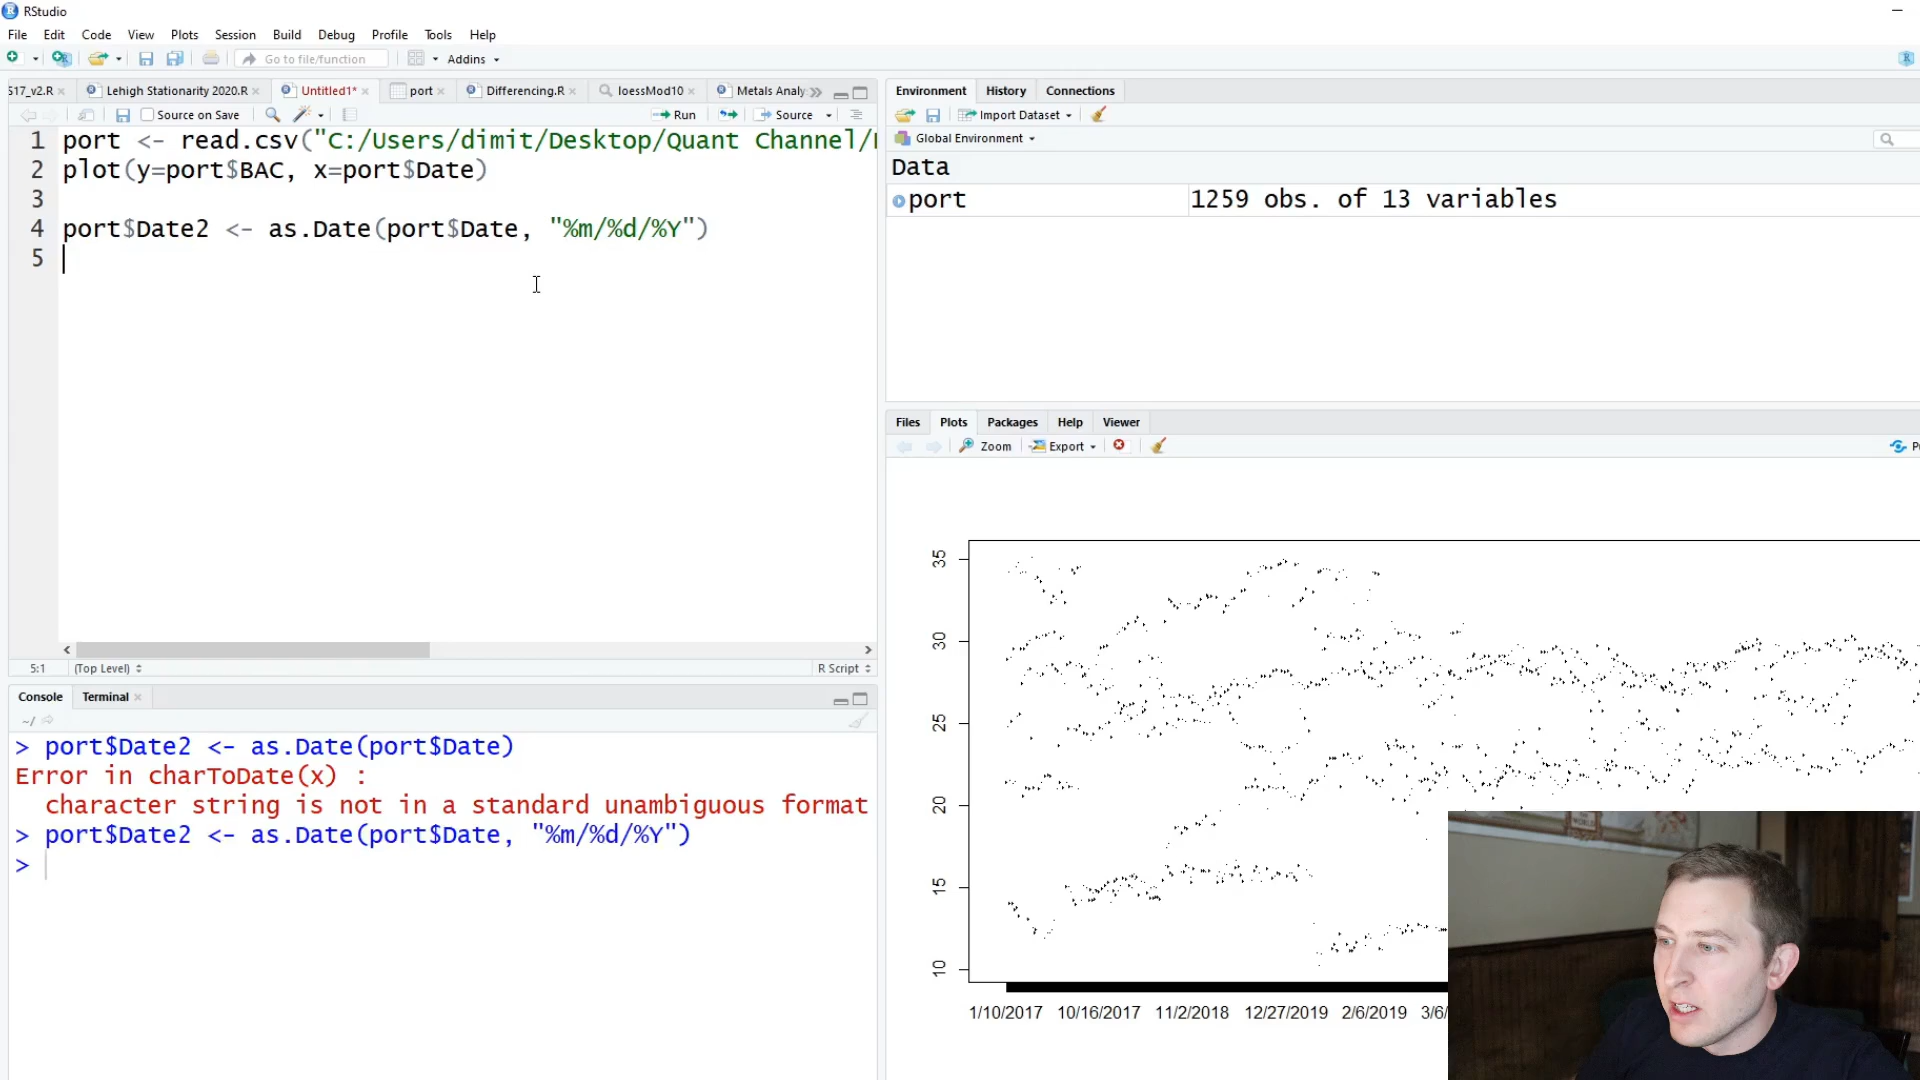 RStudio
File Edit Code View Plots Session Build Debug Profile Tools Help
Go to file/function Addins
S17_v2.R Lehigh Stationarity 2020.R Untitled1* port Differencing.R loessMod10 Metals Analy
Source on Save Run Source
1 port <- read.csv("C:/Users/dimit/Desktop/Quant Channel/
2 plot(y=port$BAC, x=port$Date)
3
4 port$Date2 <- as.Date(port$Date, "%m/%d/%Y")
5
5:1 (Top Level) R Script
Console Terminal
~/
> port$Date2 <- as.Date(port$Date)
Error in charToDate(x) :
character string is not in a standard unambiguous format
> port$Date2 <- as.Date(port$Date, "%m/%d/%Y")
>
Environment History Connections
Import Dataset
Global Environment
Data
port 1259 obs. of 13 variables
Files Plots Packages Help Viewer
Zoom Export P
35
30
25
20
15
10
1/10/2017 10/16/2017 11/2/2018 12/27/2019 2/6/2019 3/6/